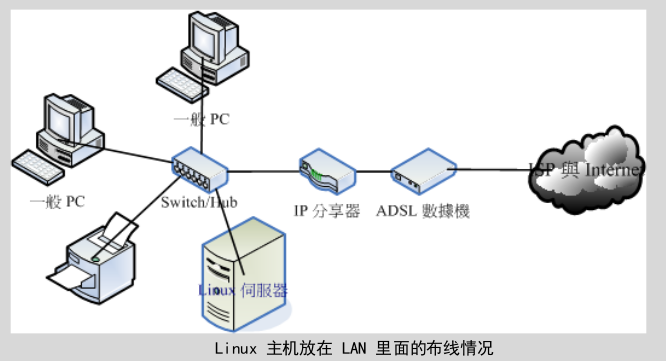 一般 PC
一般 PC
Switch/Hub
IP 分享器
ADSL 數據機
ISP 與 Internet
Linux 伺服器
Linux 主机放在 LAN 里面的布线情况